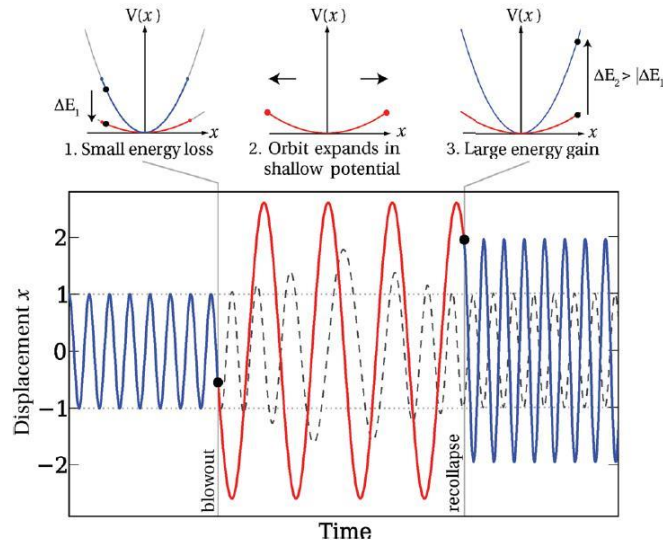 V(x)
V(x)
V(x)
ΔE₁
ΔE₂ > |ΔE₁
x
x
x
1. Small energy loss
2. Orbit expands in
shallow potential
3. Large energy gain
Displacement x
2
1
0
−1
−2
blowout
recollapse
Time